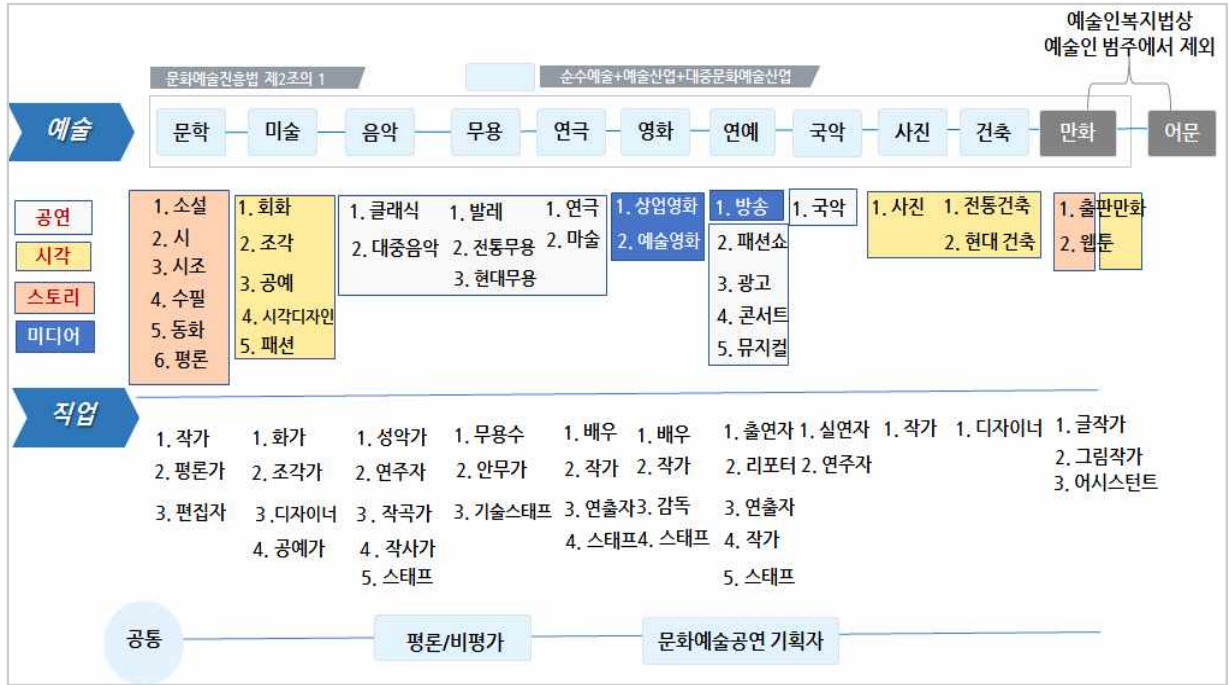 예술인복지법상
예술인 범주에서 제외
문화예술진흥법 제2조의 1
순수예술+예술산업+대중문화예술산업
예술
문학
미술
음악
무용
연극
영화
연예
국악
사진
건축
만화
어문
공연
시각
스토리
미디어
1. 소설
2. 시
3. 시조
4. 수필
5. 동화
6. 평론
1. 회화
2. 조각
3. 공예
4. 시각디자인
5. 패션
1. 클래식
2. 대중음악
1. 발레
2. 전통무용
3. 현대무용
1. 연극
2. 마술
1. 상업영화
2. 예술영화
1. 방송
2. 패션쇼
3. 광고
4. 콘서트
5. 뮤지컬
1. 국악
1. 사진
1. 전통건축
2. 현대 건축
1. 출판만화
2. 웹툰
직업
1. 작가
2. 평론가
3. 편집자
1. 화가
2. 조각가
3 .디자이너
4. 공예가
1. 성악가
2. 연주자
3. 작곡가
4 . 작사가
5. 스태프
1. 무용수
2. 안무가
3. 기술스태프
1. 배우
2. 작가
3. 연출자
4. 스태프
1. 배우
2. 작가
3. 감독
4. 스태프
1. 출연자
2. 리포터
3. 연출자
4. 작가
5. 스태프
1. 실연자
2. 연주자
1. 작가
1. 디자이너
1. 글작가
2. 그림작가
3. 어시스턴트
공통
평론/비평가
문화예술공연 기획자